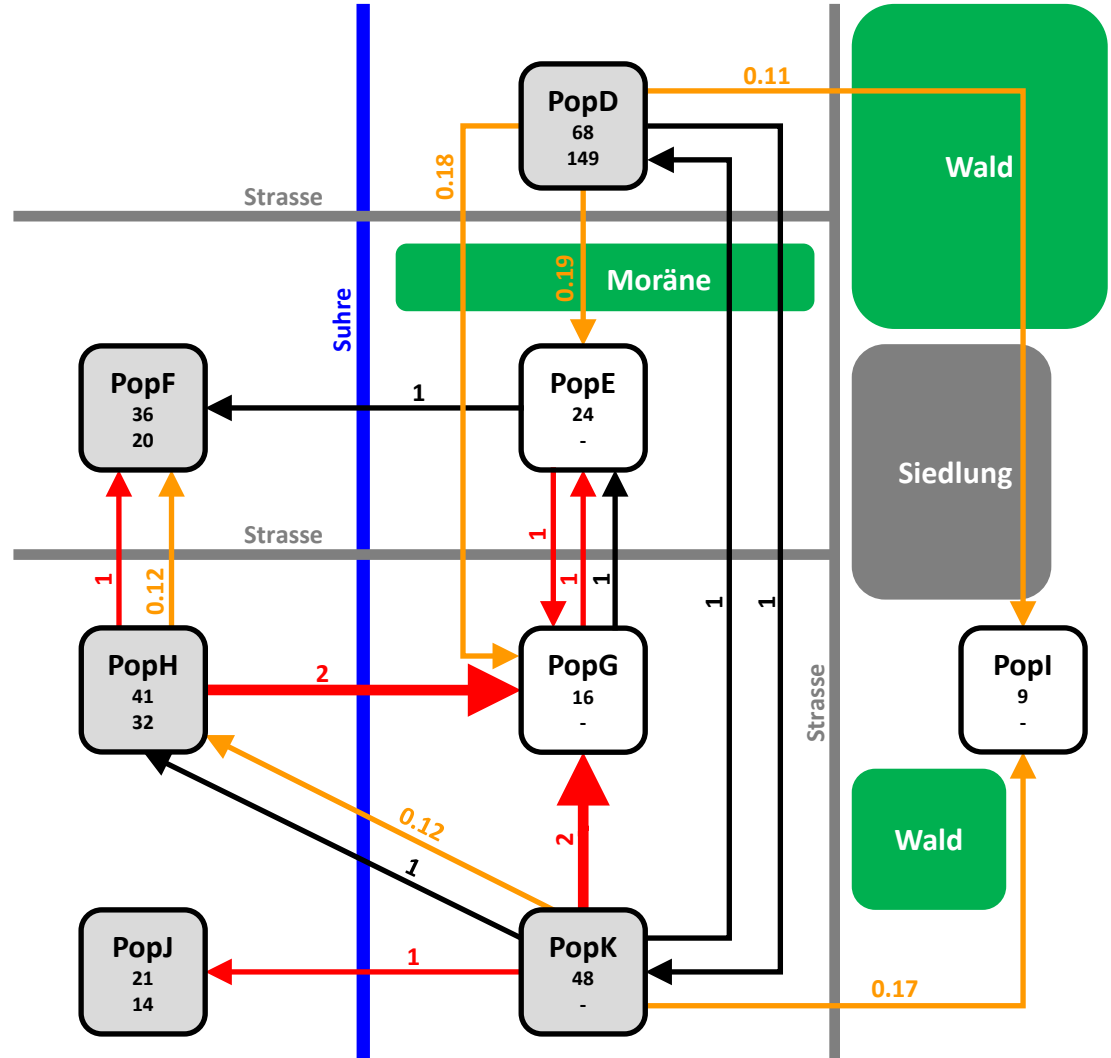 0.11
PopD
68
149
0.18
Wald
Strasse
0.19
Moräne
Suhre
PopF
36
20
1
PopE
24
-
Siedlung
Strasse
1
0.12
1
1
1
1
1
PopH
41
32
2
PopG
16
-
Strasse
PopI
9
-
0.12
1
2
Wald
PopJ
21
14
1
PopK
48
-
0.17